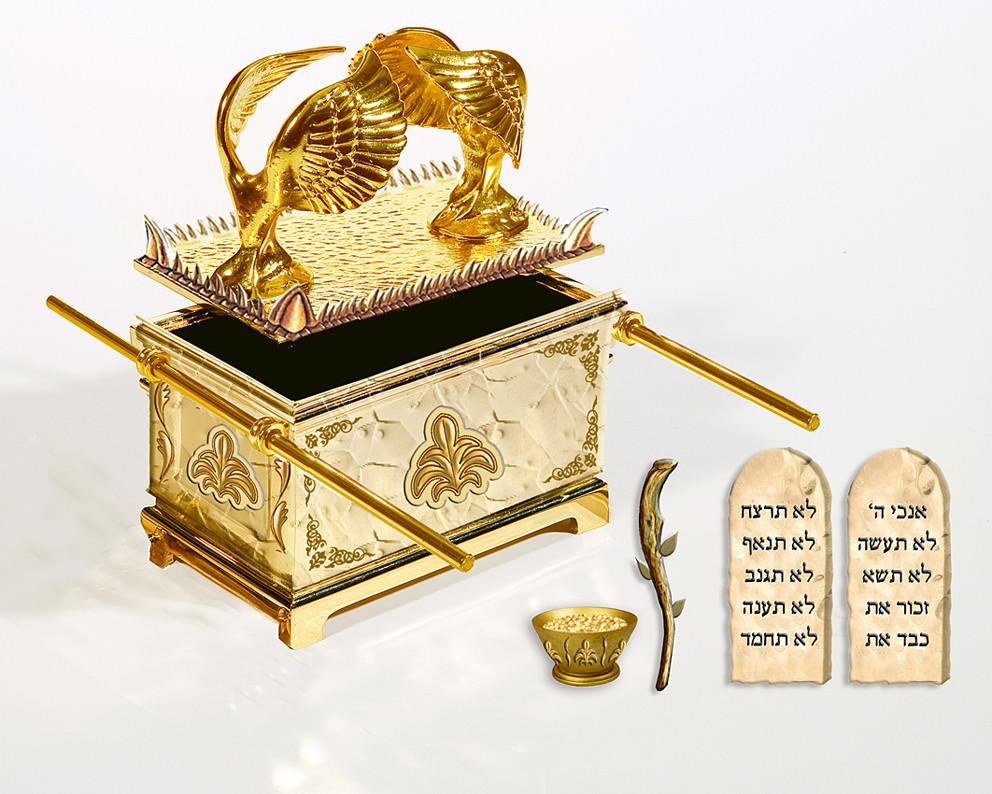 אנכי ה'
לא תעשה
לא תשא
זכור את
כבד את
לא תרצח
לא תנאף
לא תגנב
לא תענה
לא תחמד